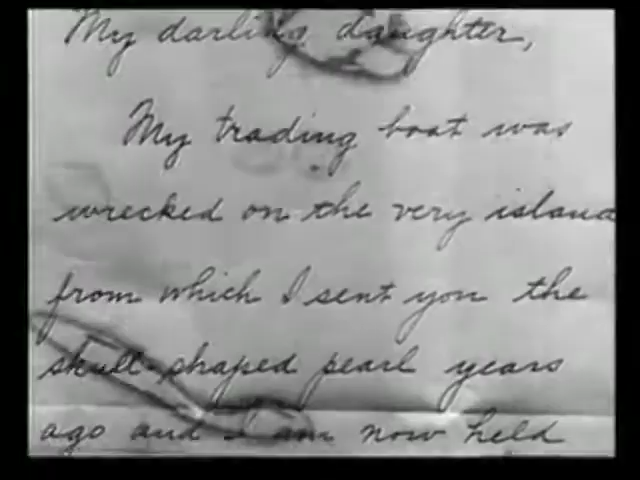 My darling daughter,
My trading boat was
wrecked on the very island
from which I sent you the
skull-shaped pearl years
ago and I am now held